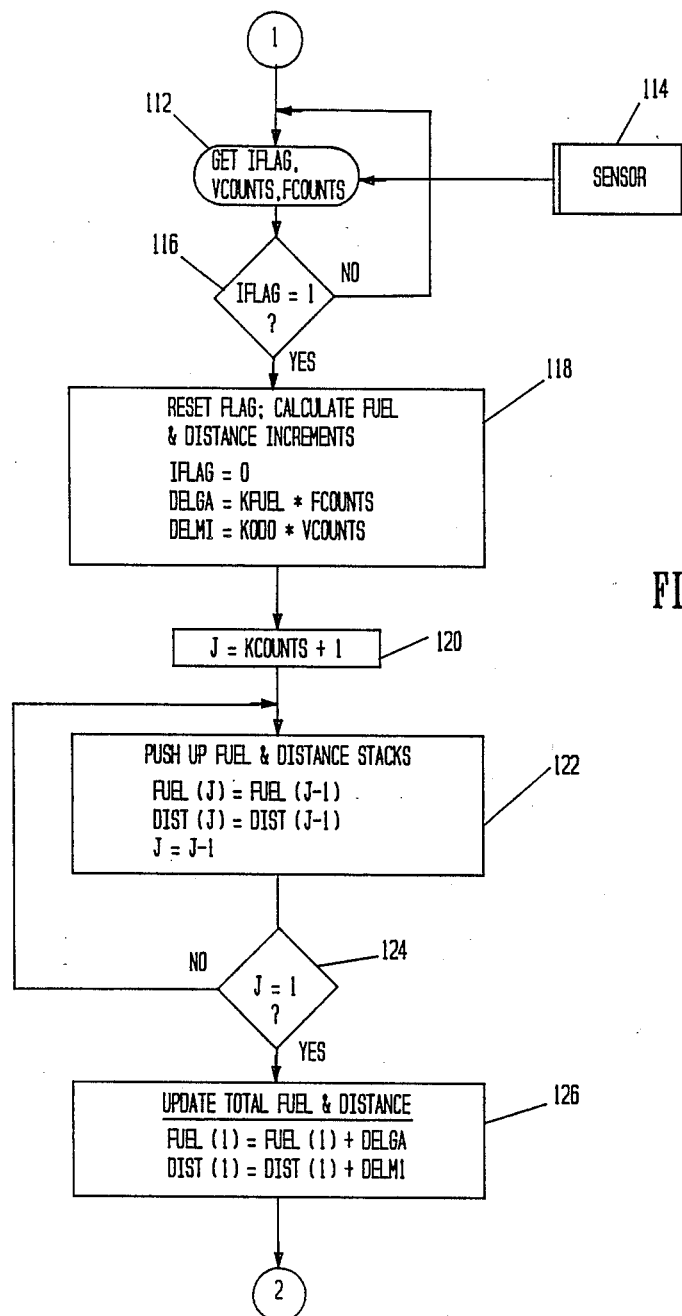 1
112
114
GET IFLAG,
VCOUNTS,FCOUNTS
SENSOR
116
NO
IFLAG = 1
?
YES
118
RESET FLAG; CALCULATE FUEL
& DISTANCE INCREMENTS
IFLAG = 0
DELGA = KFUEL * FCOUNTS
DELMI = KODO * VCOUNTS
FI
J = KCOUNTS + 1
120
PUSH UP FUEL & DISTANCE STACKS
122
FUEL (J) = FUEL (J-1)
DIST (J) = DIST (J-1)
J = J-1
NO
124
J = 1
?
YES
UPDATE TOTAL FUEL & DISTANCE
126
FUEL (1) = FUEL (1) + DELGA
DIST (1) = DIST (1) + DELMI
2